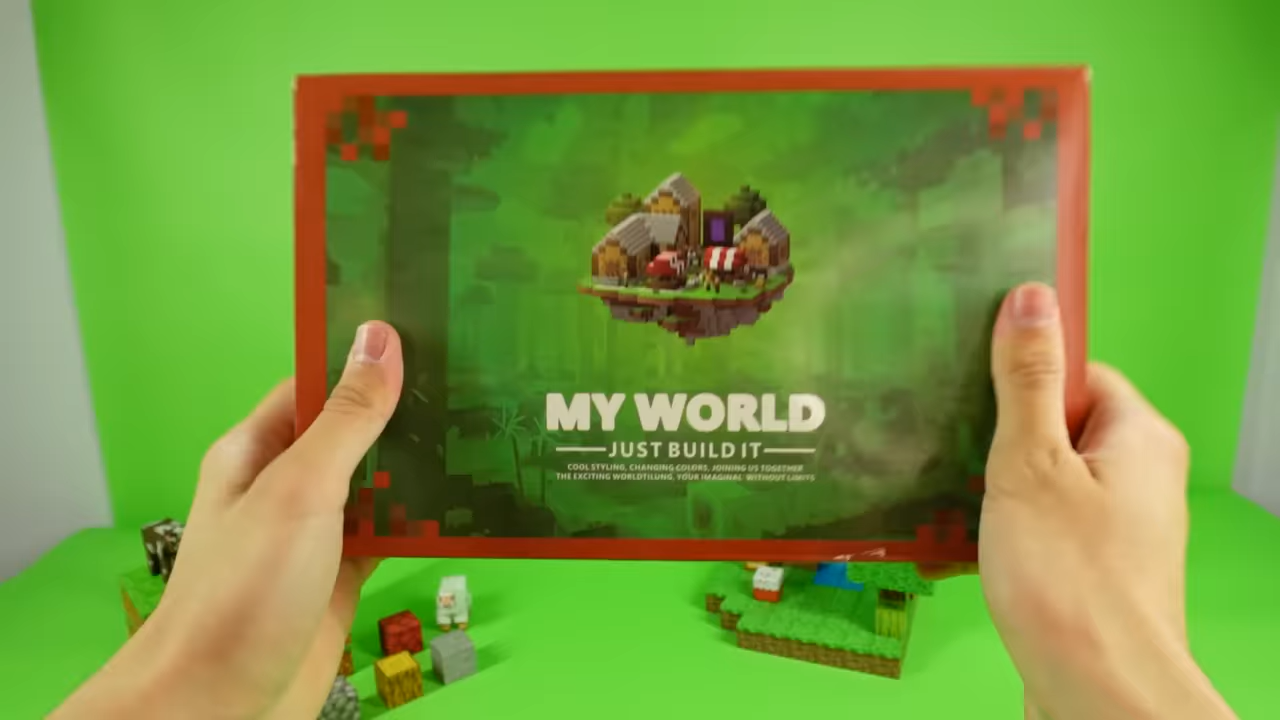 MY WORLD
JUST BUILD IT
COOL STYLING, CHANGING COLORS, JOINING US TOGETHER
THE EXCITING WORLDTILUNG, YOUR IMAGINAL WITHOUT LIMITS